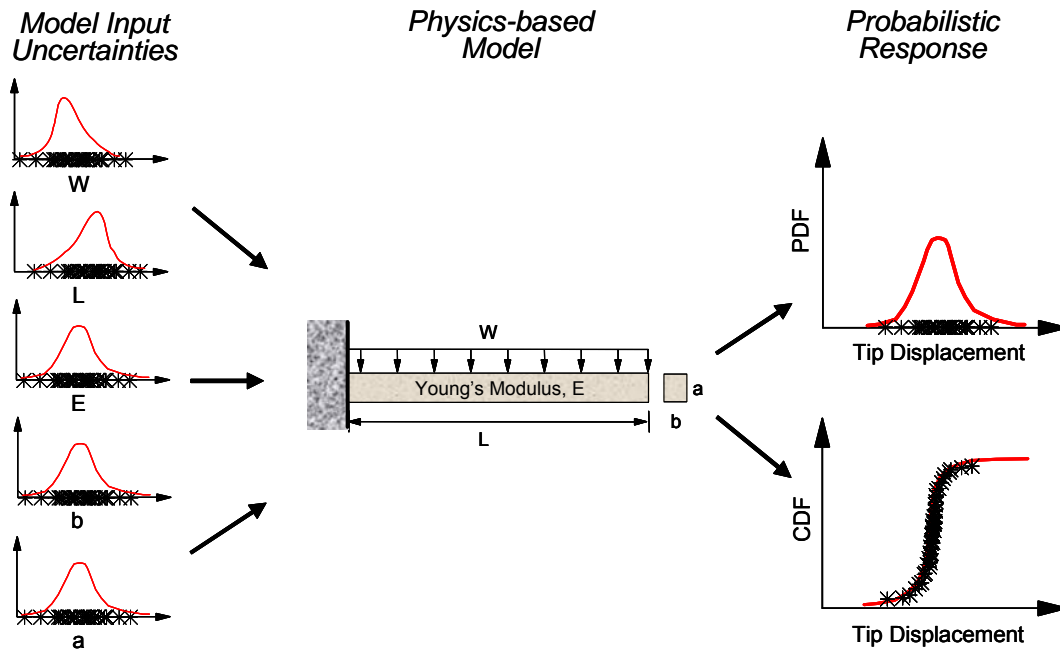 Model Input
Uncertainties
W
L
E
b
a
Physics-based
Model
W
Young's Modulus, E
a
b
L
Probabilistic
Response
PDF
Tip Displacement
CDF
Tip Displacement